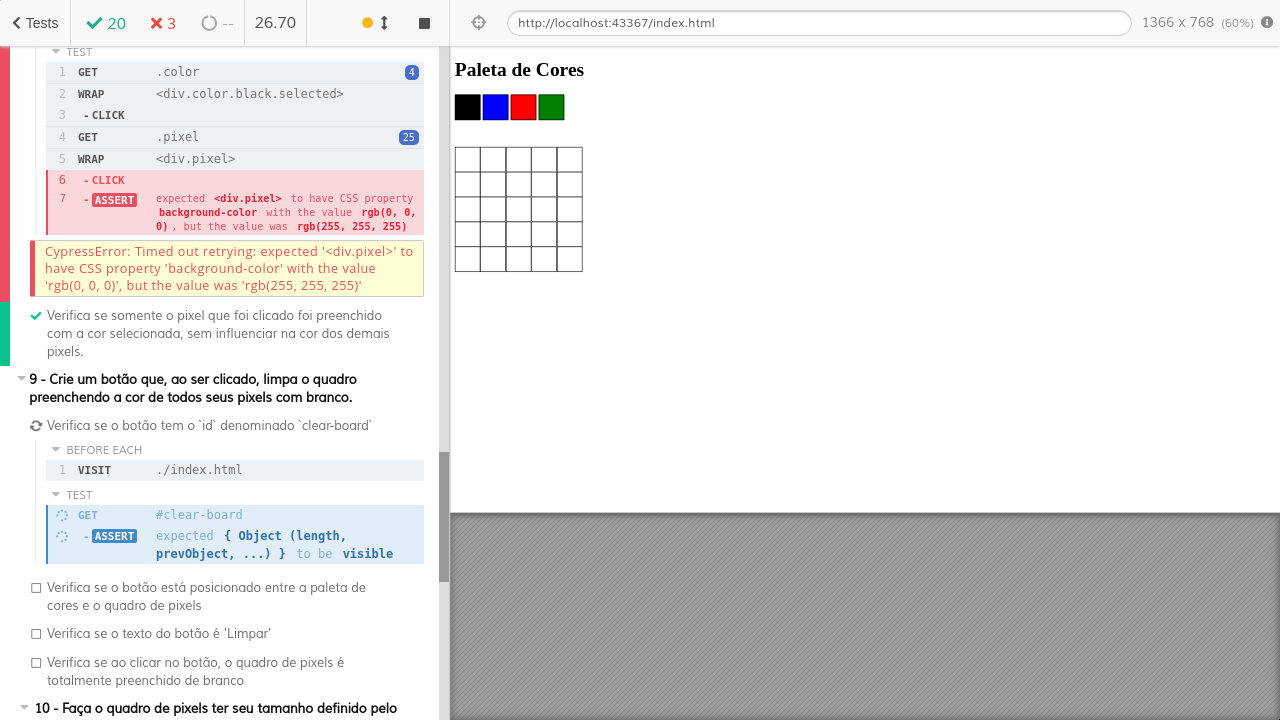 Tests
20
3
--
26.70
http://localhost:43367/index.html
1366 x 768 (60%)
TEST
1 GET .color 4
2 WRAP <div.color.black.selected>
3 - CLICK
4 GET .pixel 25
5 WRAP <div.pixel>
6 - CLICK
7 - ASSERT expected <div.pixel> to have CSS property
background-color with the value rgb(0, 0,
0) , but the value was rgb(255, 255, 255)
CypressError: Timed out retrying: expected '<div.pixel>' to
have CSS property 'background-color' with the value
'rgb(0, 0, 0)', but the value was 'rgb(255, 255, 255)'
Verifica se somente o pixel que foi clicado foi preenchido
com a cor selecionada, sem influenciar na cor dos demais
pixels.
9 - Crie um botão que, ao ser clicado, limpa o quadro
preenchendo a cor de todos seus pixels com branco.
Verifica se o botão tem o `id` denominado `clear-board`
BEFORE EACH
1 VISIT ./index.html
TEST
GET #clear-board
- ASSERT expected { Object (length,
prevObject, ...) } to be visible
Verifica se o botão está posicionado entre a paleta de
cores e o quadro de pixels
Verifica se o texto do botão é 'Limpar'
Verifica se ao clicar no botão, o quadro de pixels é
totalmente preenchido de branco
10 - Faça o quadro de pixels ter seu tamanho definido pelo
Paleta de Cores